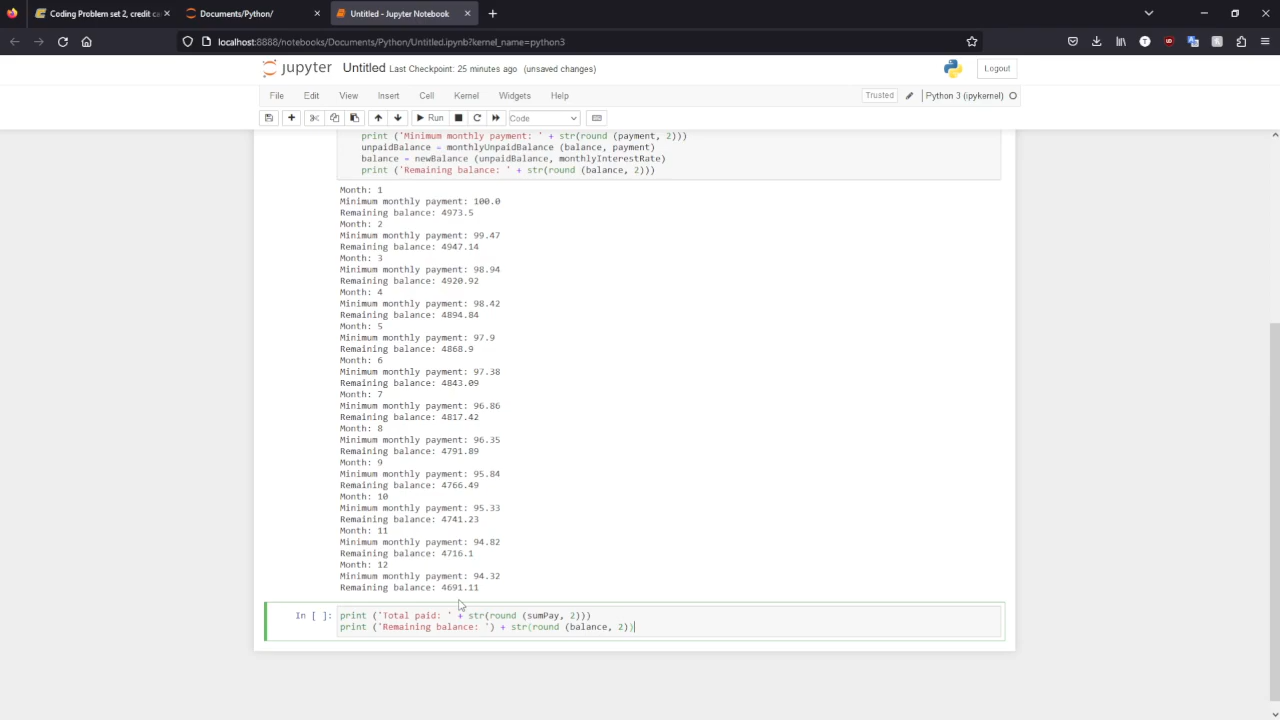 Coding Problem set 2, credit ca
Documents/Python/
Untitled - Jupyter Notebook
localhost:8888/notebooks/Documents/Python/Untitled.ipynb?kernel_name=python3
jupyter Untitled Last Checkpoint: 25 minutes ago (unsaved changes)
Logout
File Edit View Insert Cell Kernel Widgets Help
Trusted Python 3 (ipykernel)
Run Code
print ('Minimum monthly payment: ' + str(round (payment, 2)))
unpaidBalance = monthlyUnpaidBalance (balance, payment)
balance = newBalance (unpaidBalance, monthlyInterestRate)
print ('Remaining balance: ' + str(round (balance, 2)))
Month: 1
Minimum monthly payment: 100.0
Remaining balance: 4973.5
Month: 2
Minimum monthly payment: 99.47
Remaining balance: 4947.14
Month: 3
Minimum monthly payment: 98.94
Remaining balance: 4920.92
Month: 4
Minimum monthly payment: 98.42
Remaining balance: 4894.84
Month: 5
Minimum monthly payment: 97.9
Remaining balance: 4868.9
Month: 6
Minimum monthly payment: 97.38
Remaining balance: 4843.09
Month: 7
Minimum monthly payment: 96.86
Remaining balance: 4817.42
Month: 8
Minimum monthly payment: 96.35
Remaining balance: 4791.89
Month: 9
Minimum monthly payment: 95.84
Remaining balance: 4766.49
Month: 10
Minimum monthly payment: 95.33
Remaining balance: 4741.23
Month: 11
Minimum monthly payment: 94.82
Remaining balance: 4716.1
Month: 12
Minimum monthly payment: 94.32
Remaining balance: 4691.11
In [ ]: print ('Total paid: ' + str(round (sumPay, 2)))
print ('Remaining balance: ') + str(round (balance, 2))